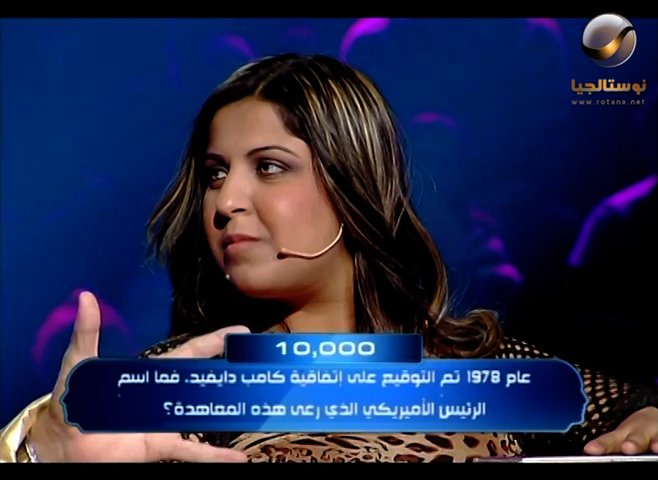 نوستالجيا
www.rotana.net
10,000
عام 1978 تم التوقيع على إتفاقية كامب دايفيد. فما اسم
الرئيس الأميريكي الذي رعى هذه المعاهدة؟